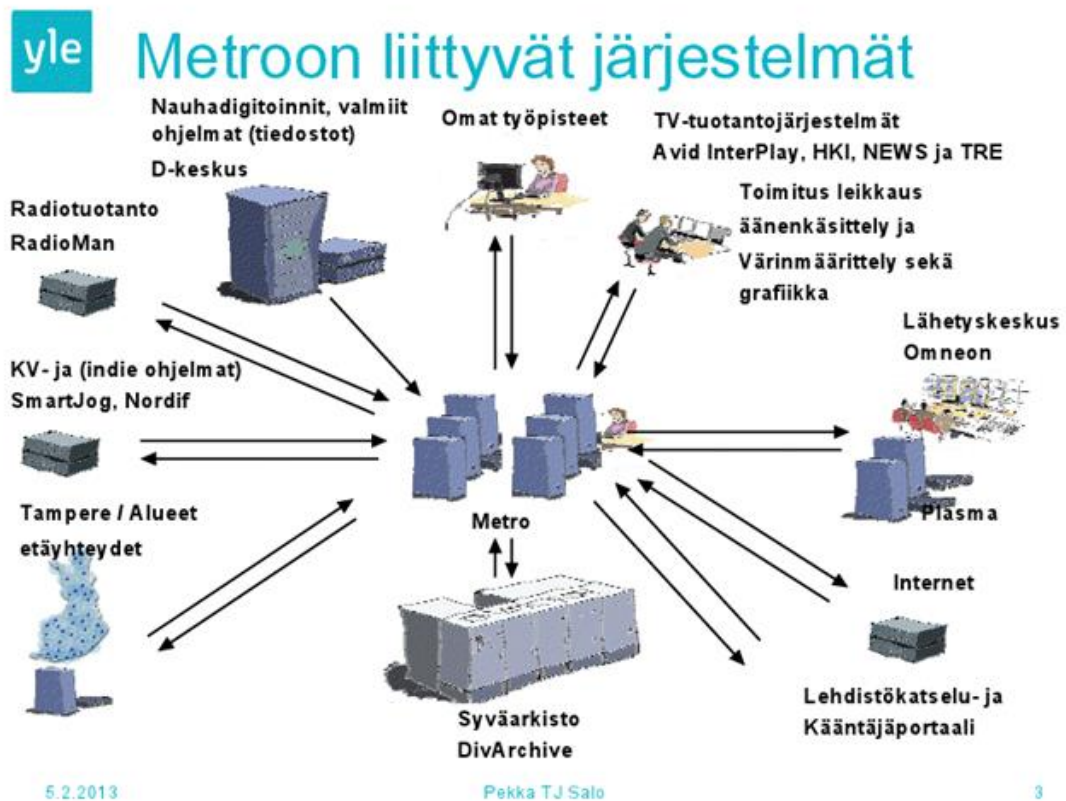 yle
Metroon liittyvät järjestelmät
Nauhadigitoinnit, valmiit
ohjelmat (tiedostot)
D-keskus
Omat työpisteet
TV-tuotantojärjestelmät
Avid InterPlay, HKI, NEWS ja TRE
Toimitus leikkaus
äänenkäsittely ja
Värinmäärittely sekä
grafiikka
Radiotuotanto
RadioMan
Lähetyskeskus
Omneon
KV- ja (indie ohjelmat)
SmartJog, Nordif
Plasma
Tampere / Alueet
etäyhteydet
Metro
Internet
Lehdistökatselu- ja
Kääntäjäportaali
Syväarkisto
DivArchive
5.2.2013
Pekka TJ Salo
3